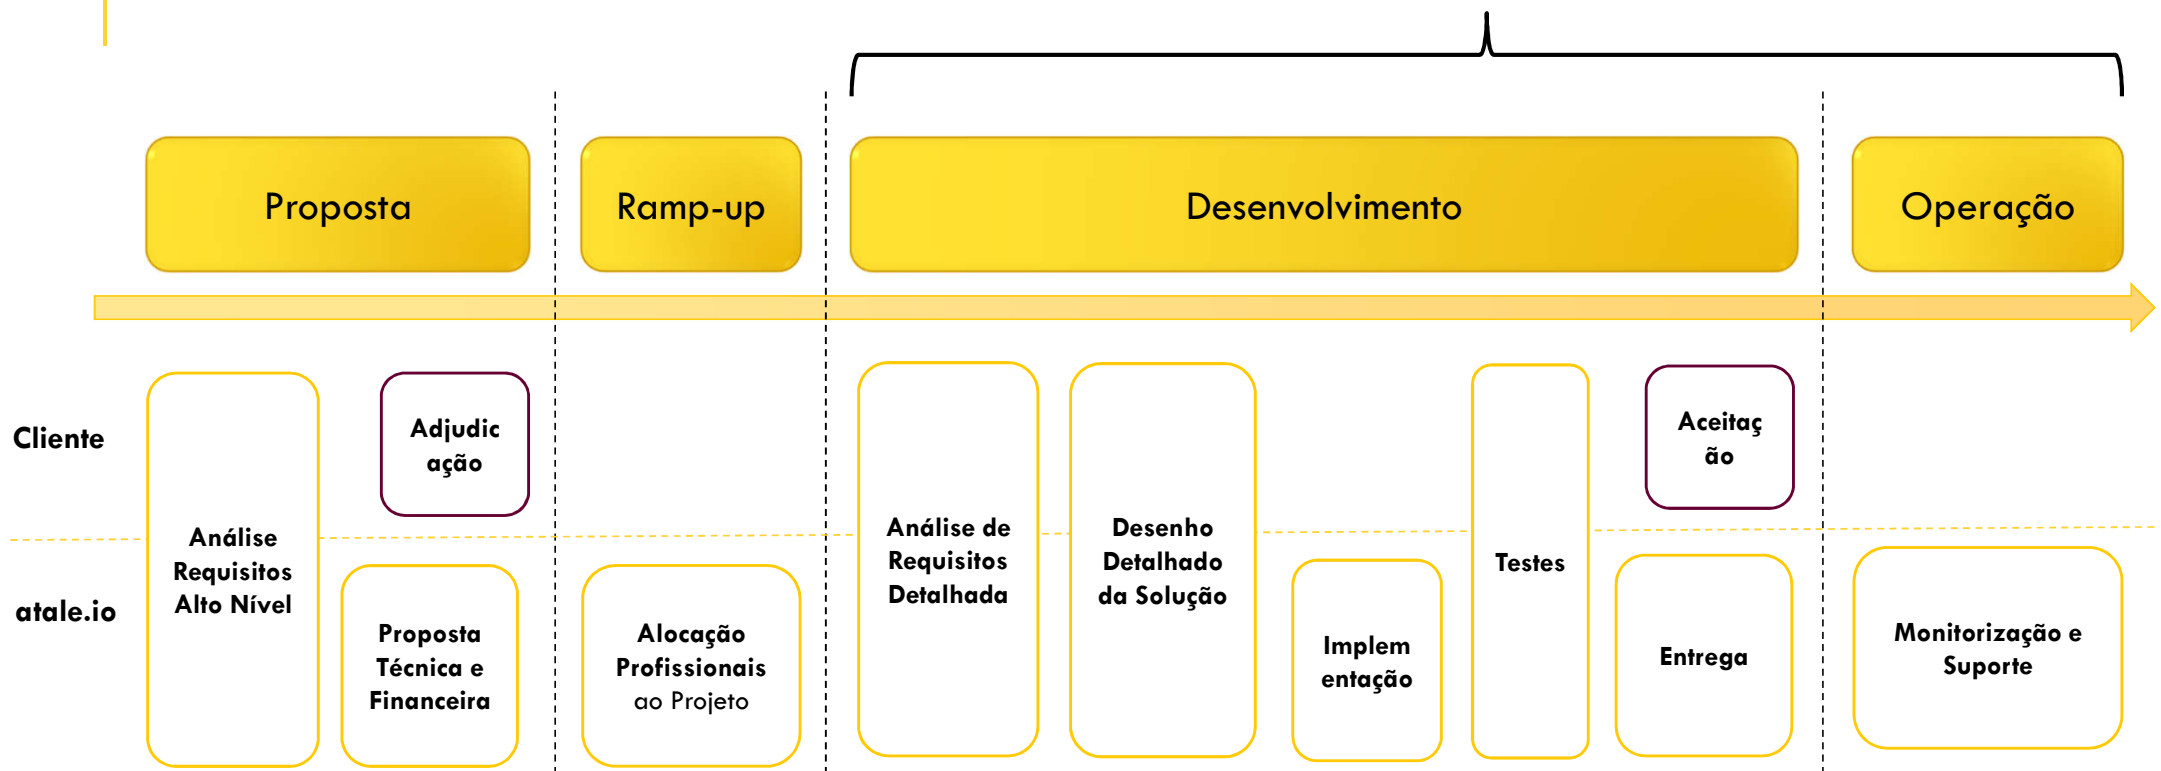 Proposta
Ramp-up
Desenvolvimento
Operação
Cliente
Adjudic
ação
Aceitaç
ão
atale.io
Análise
Requisitos
Alto Nível
Proposta
Técnica e
Financeira
Alocação
Profissionais
ao Projeto
Análise de
Requisitos
Detalhada
Desenho
Detalhado
da Solução
Implem
entação
Testes
Entrega
Monitorização e
Suporte